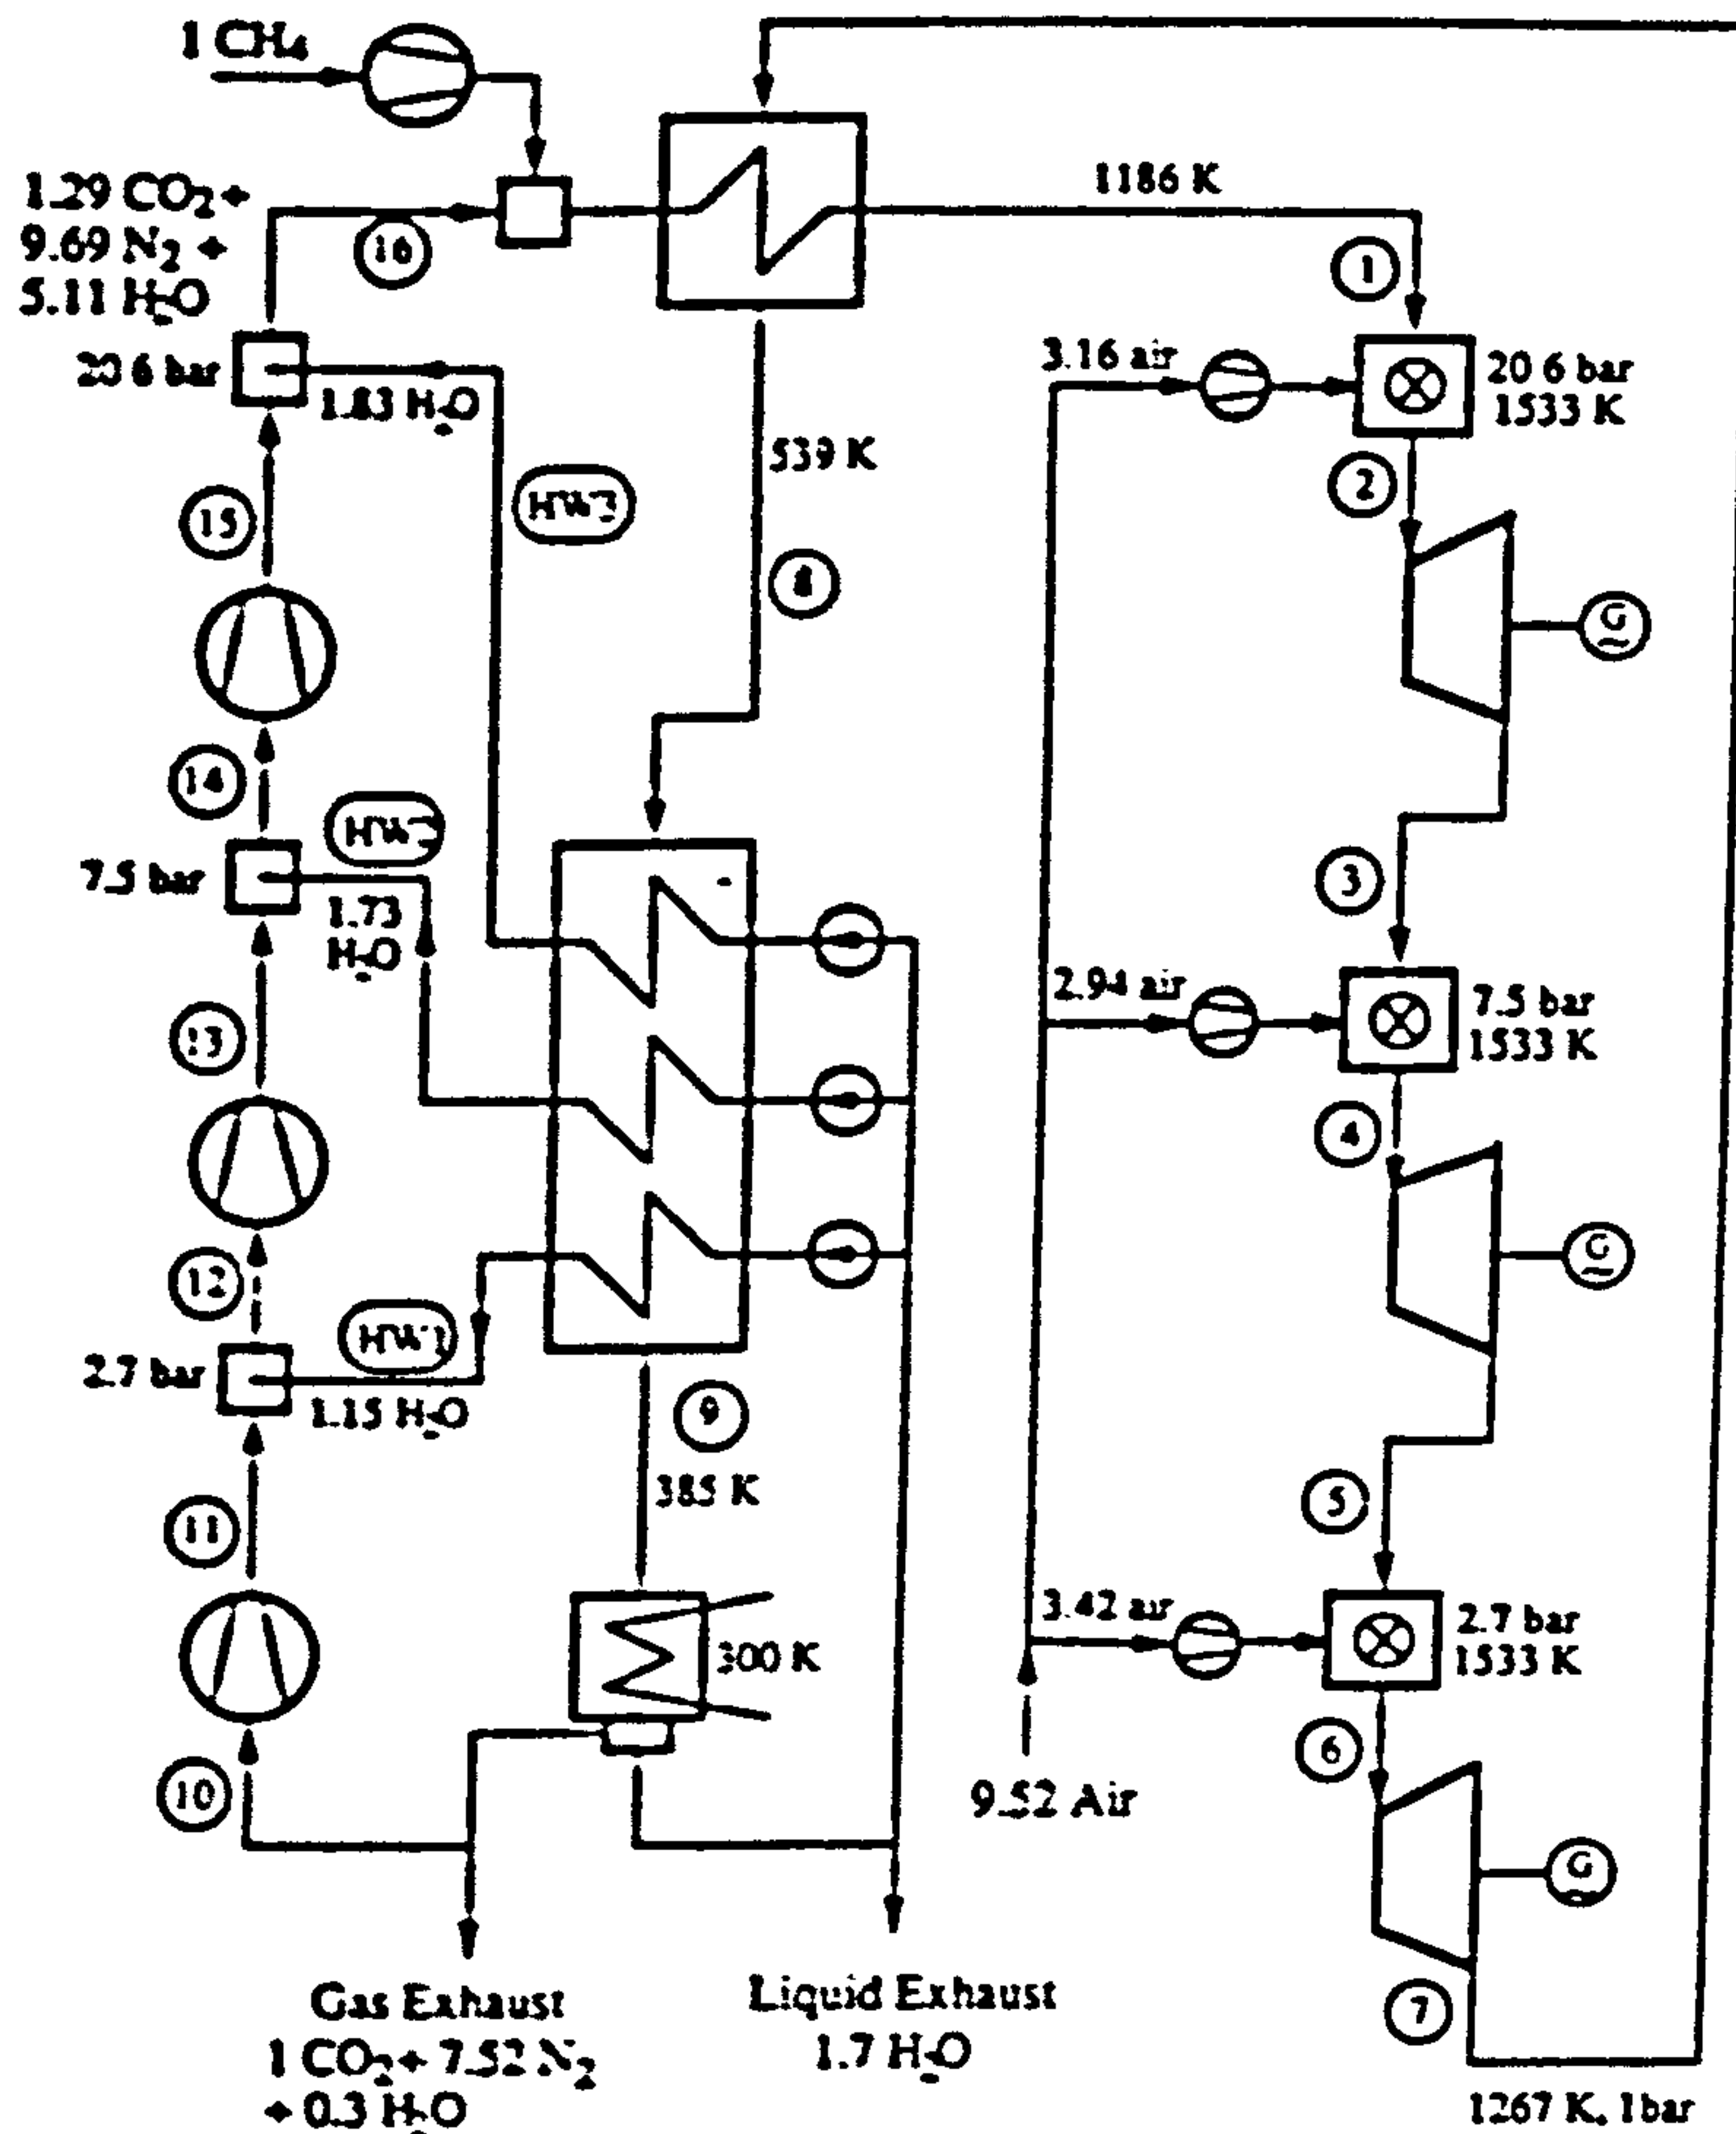 1 CH4
1.29 CO2 +
9.69 N2 +
5.11 H2O
16
1186 K
1
20.6 bar
1.83 H2O
3.16 air
20.6 bar
1533 K
539 K
2
HW3
15
G
14
7.5 bar
1.73
H2O
3
2.94 air
7.5 bar
1533 K
13
4
12
G
HW1
2.7 bar
1.15 H2O
9
385 K
5
11
3.42 air
2.7 bar
1533 K
300 K
6
10
9.52 Air
G
Gas Exhaust
1 CO2 + 7.52 N2
+ 0.3 H2O
Liquid Exhaust
1.7 H2O
7
1267 K, 1bar